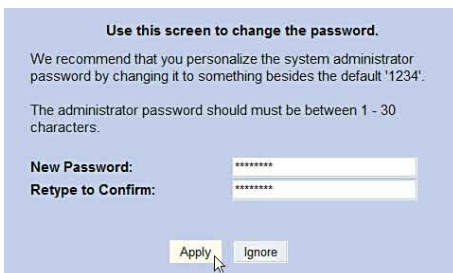 Use this screen to change the password.
We recommend that you personalize the system administrator
password by changing it to something besides the default '1234'.
The administrator password should must be between 1 - 30
characters.
New Password: ********
Retype to Confirm: ********
Apply Ignore